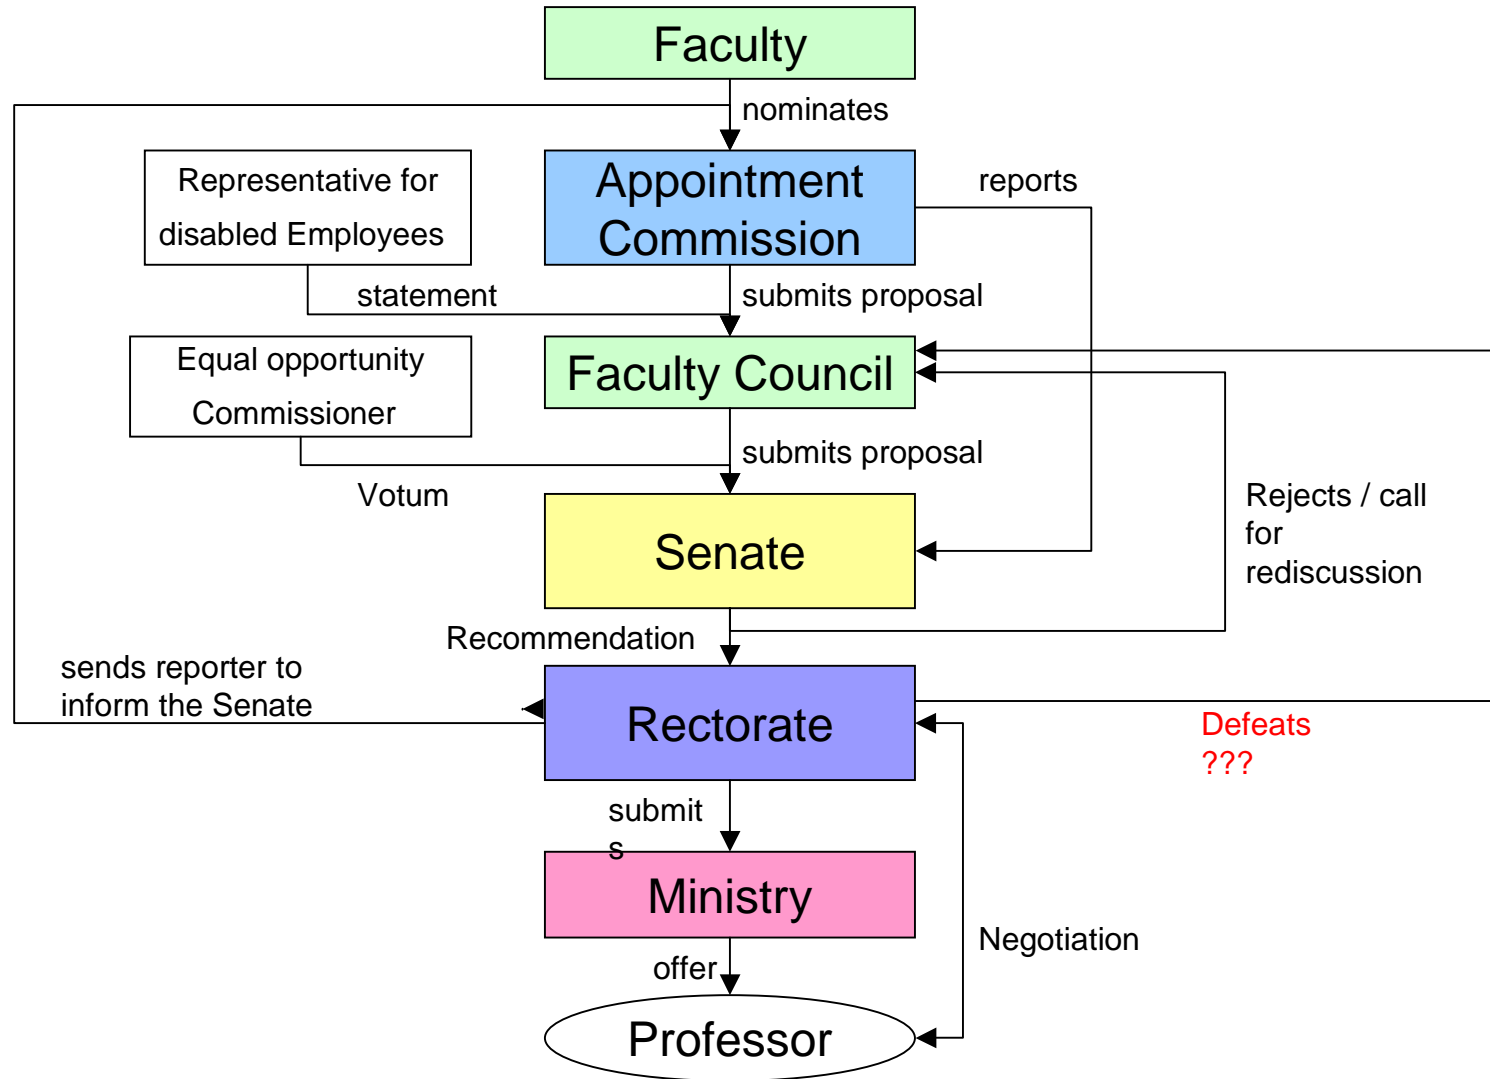 Faculty
nominates
Representative for
disabled Employees
Appointment
Commission
reports
statement
submits proposal
Equal opportunity
Commissioner
Faculty Council
submits proposal
Votum
Senate
Rejects / call
for
rediscussion
Recommendation
sends reporter to
inform the Senate
Rectorate
Defeats
???
submit
s
Ministry
Negotiation
offer
Professor